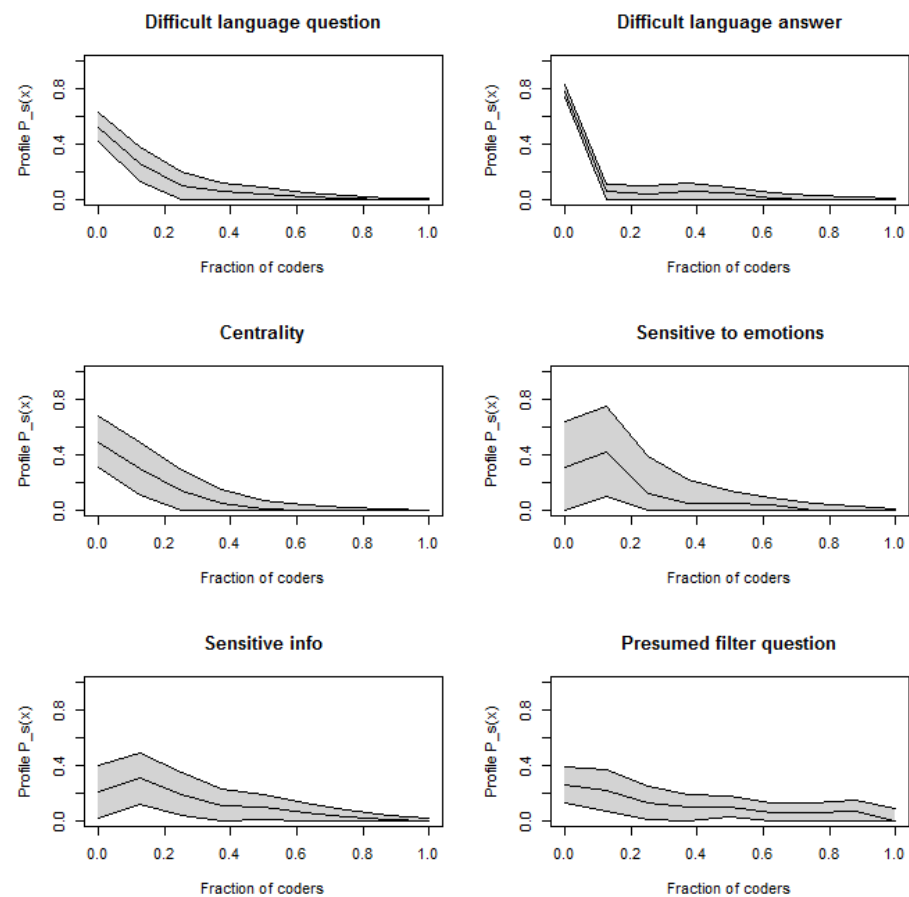 Difficult language question
Difficult language answer
Profile P_s(x)
0.0 0.4 0.8
0.0 0.2 0.4 0.6 0.8 1.0
Fraction of coders
Profile P_s(x)
0.0 0.4 0.8
0.0 0.2 0.4 0.6 0.8 1.0
Fraction of coders
Centrality
Sensitive to emotions
Profile P_s(x)
0.0 0.4 0.8
0.0 0.2 0.4 0.6 0.8 1.0
Fraction of coders
Profile P_s(x)
0.0 0.4 0.8
0.0 0.2 0.4 0.6 0.8 1.0
Fraction of coders
Sensitive info
Presumed filter question
Profile P_s(x)
0.0 0.4 0.8
0.0 0.2 0.4 0.6 0.8 1.0
Fraction of coders
Profile P_s(x)
0.0 0.4 0.8
0.0 0.2 0.4 0.6 0.8 1.0
Fraction of coders